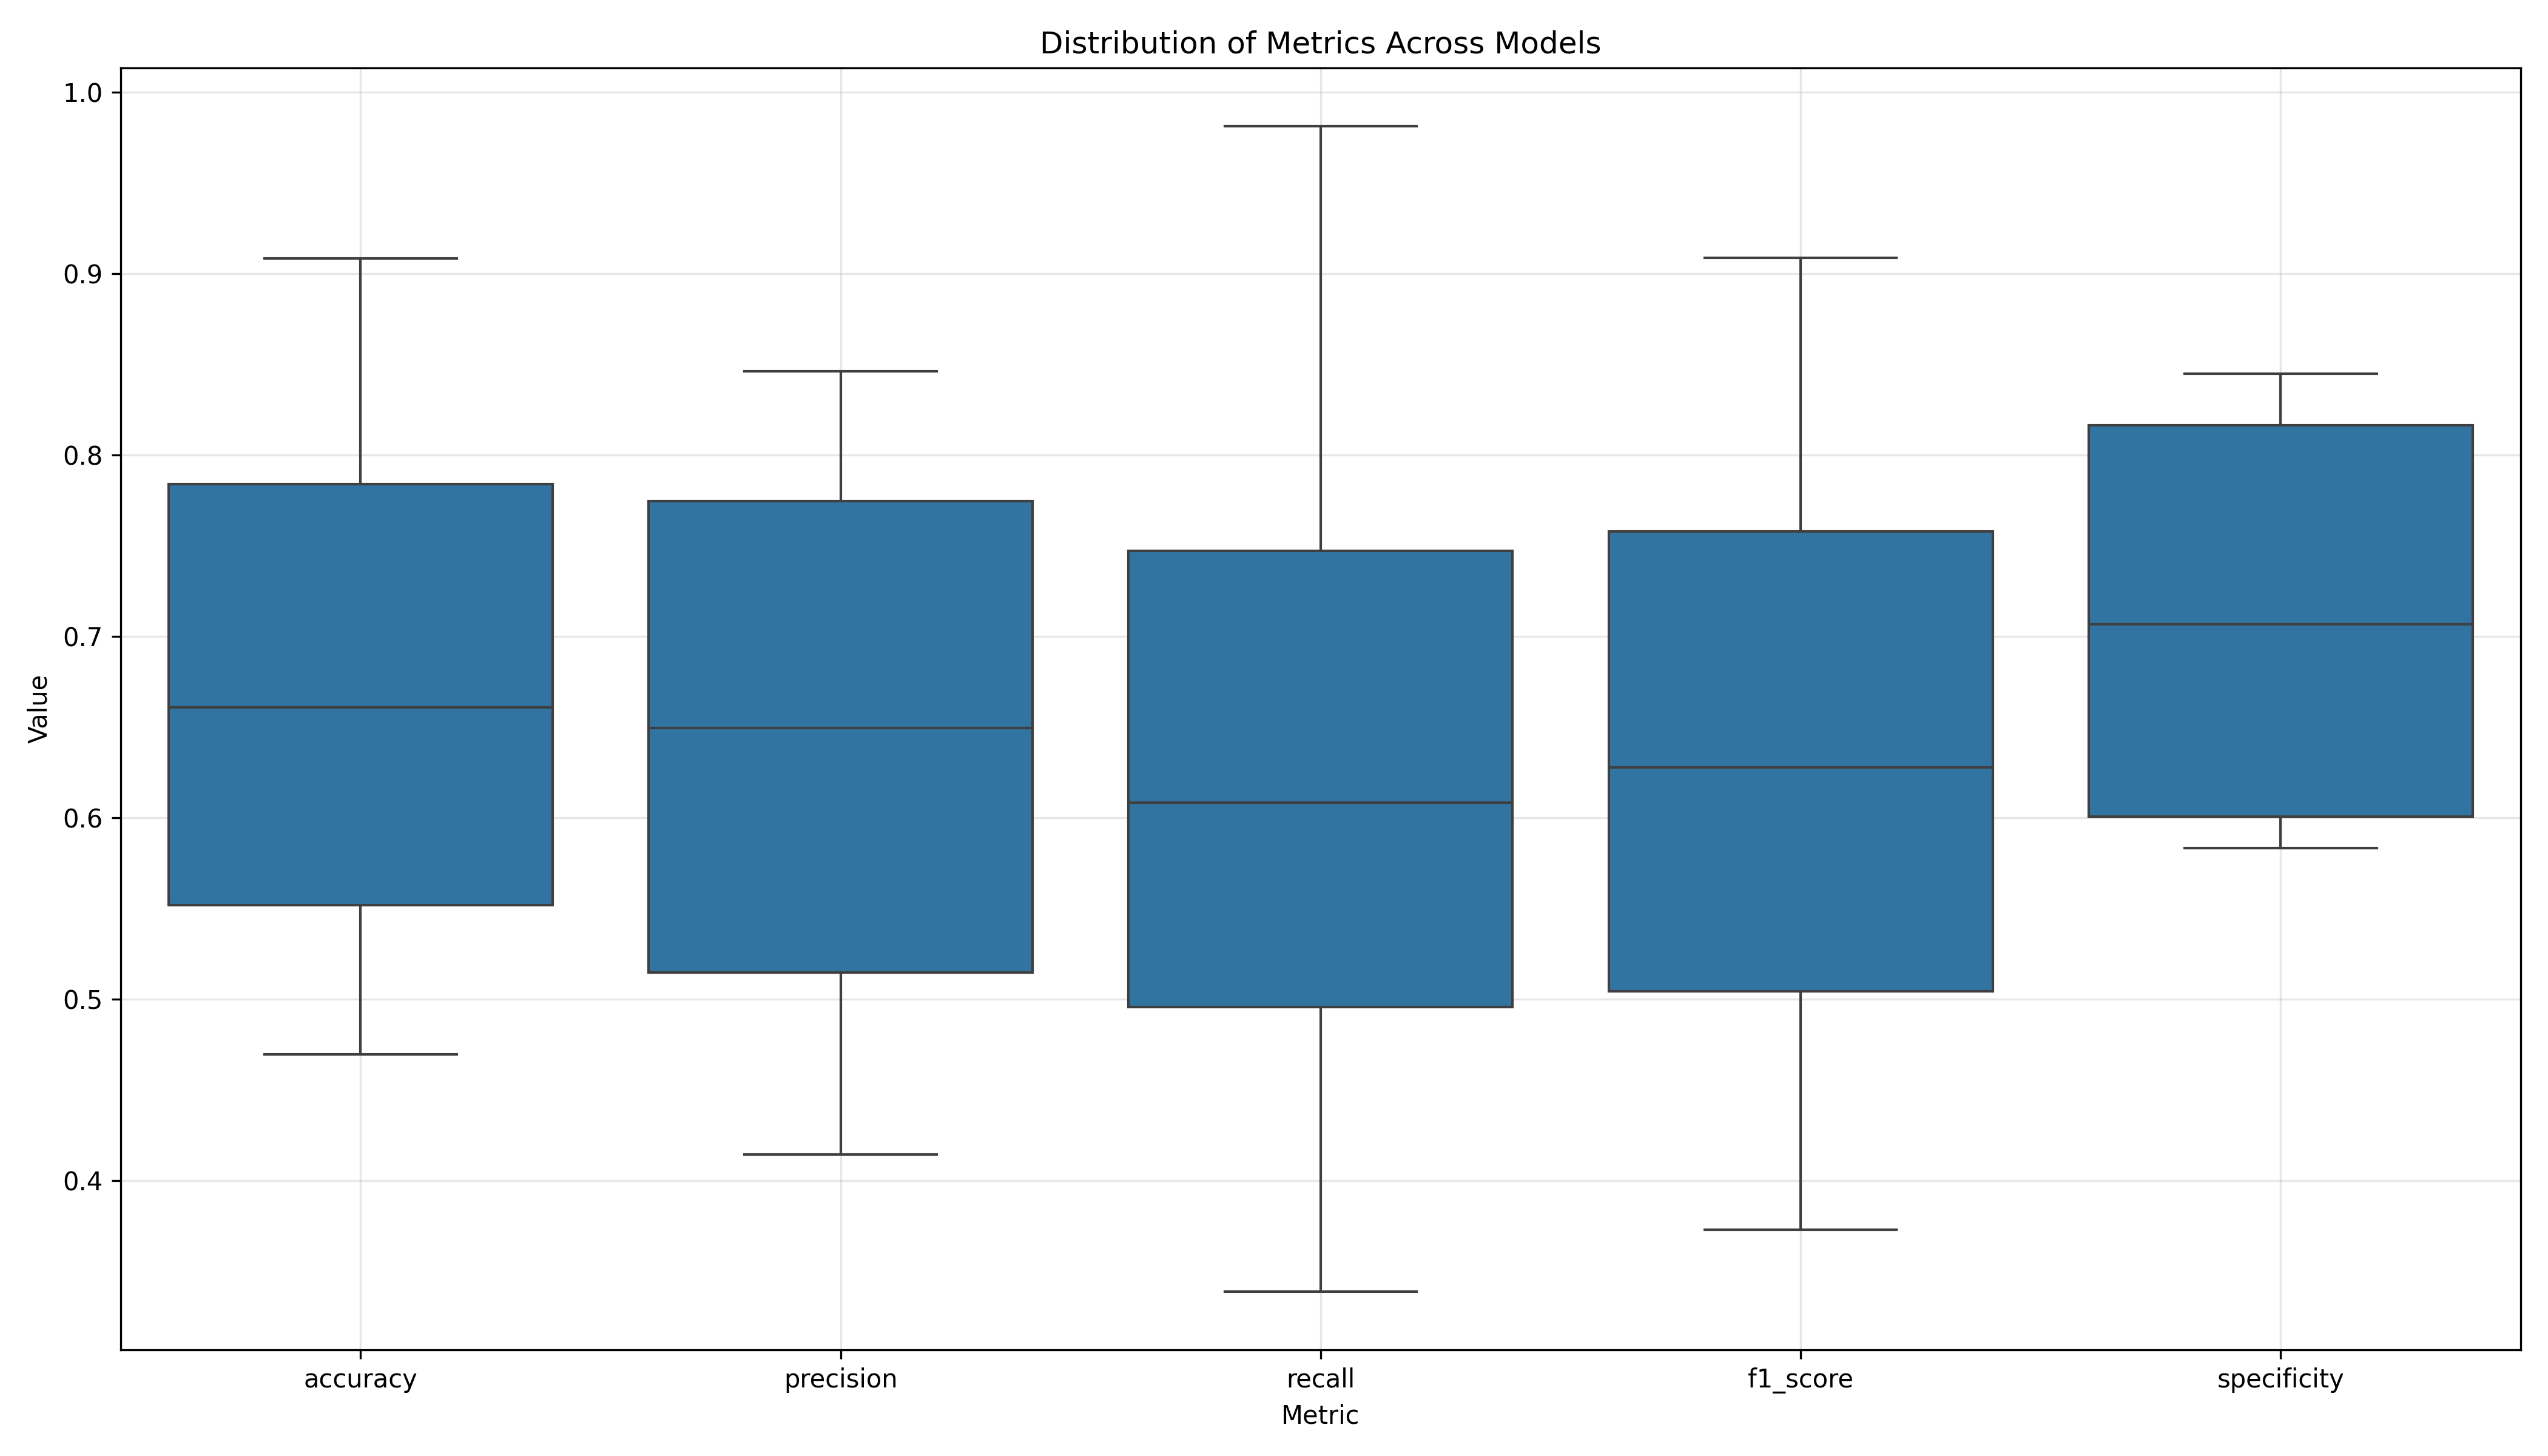 Distribution of Metrics Across Models
Value
1.0
0.9
0.8
0.7
0.6
0.5
0.4
accuracy precision recall f1_score specificity
Metric